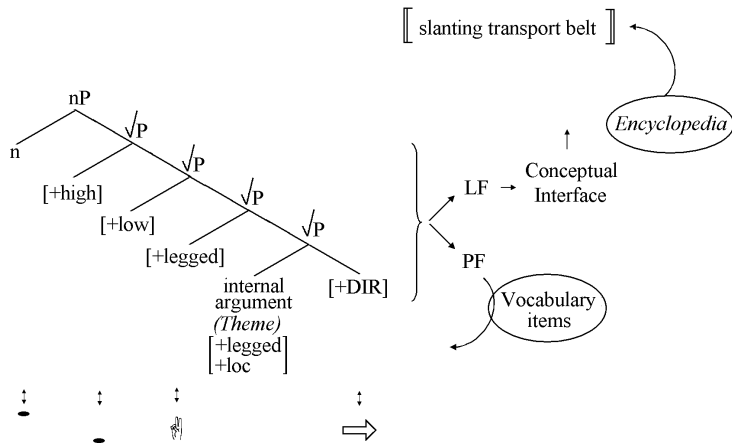 ⟦ slanting transport belt ⟧
nP
n
√P
[+high]
√P
[+low]
√P
[+legged]
√P
internal
argument
(Theme)
[+legged
+loc]
[+DIR]
LF → Conceptual
Interface
Encyclopedia
PF
Vocabulary
items